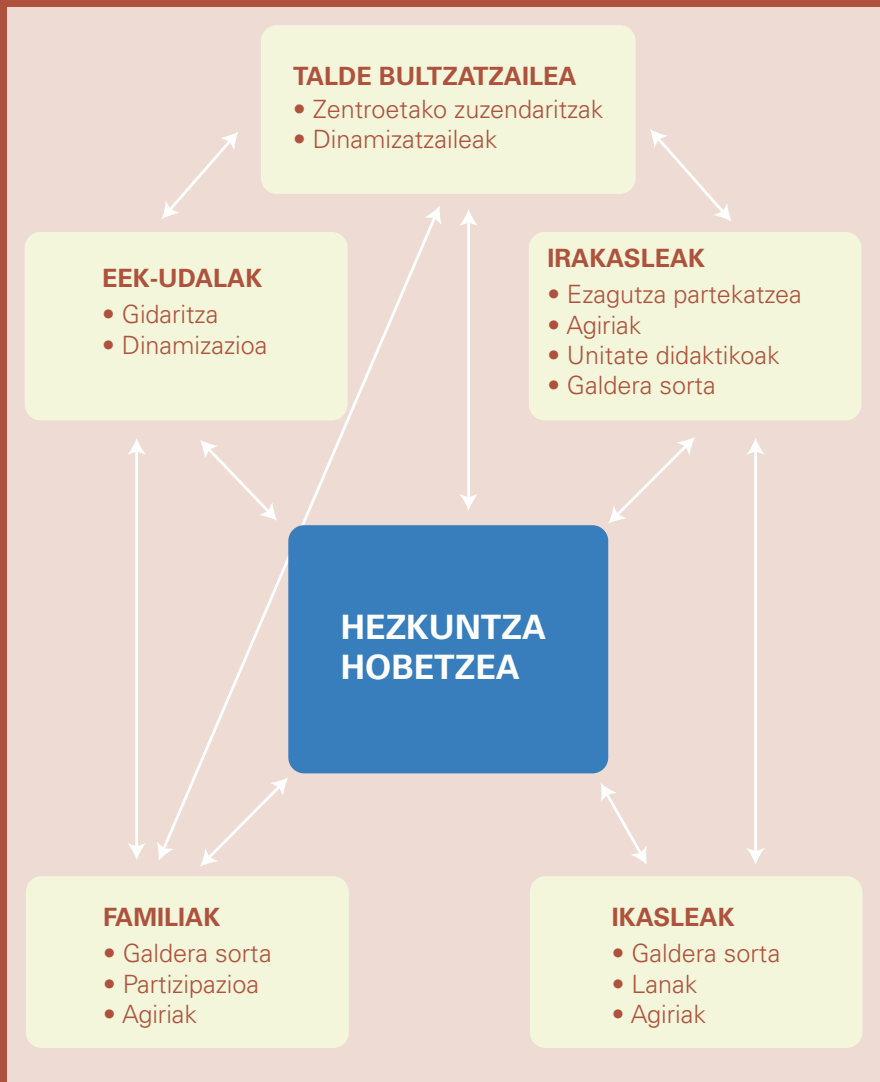 TALDE BULTZATZAILEA
• Zentroetako zuzendaritzak
• Dinamizatzaileak
EEK-UDALAK
• Gidaritza
• Dinamizazioa
IRAKASLEAK
• Ezagutza partekatzea
• Agiriak
• Unitate didaktikoak
• Galdera sorta
HEZKUNTZA
HOBETZEA
FAMILIAK
• Galdera sorta
• Partizipazioa
• Agiriak
IKASLEAK
• Galdera sorta
• Lanak
• Agiriak